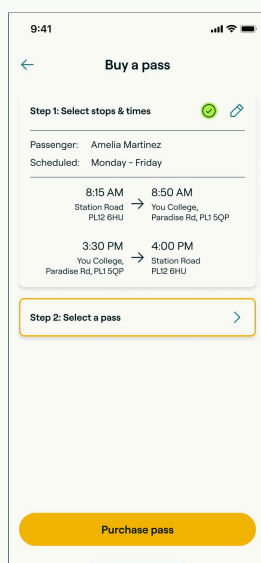 9:41
Buy a pass
Step 1: Select stops & times
Passenger: Amelia Martinez
Scheduled: Monday - Friday
8:15 AM → 8:50 AM
Station Road You College,
PL12 6HU Paradise Rd, PL1 5QP
3:30 PM → 4:00 PM
You College, Station Road
Paradise Rd, PL1 5QP PL12 6HU
Step 2: Select a pass
Purchase pass